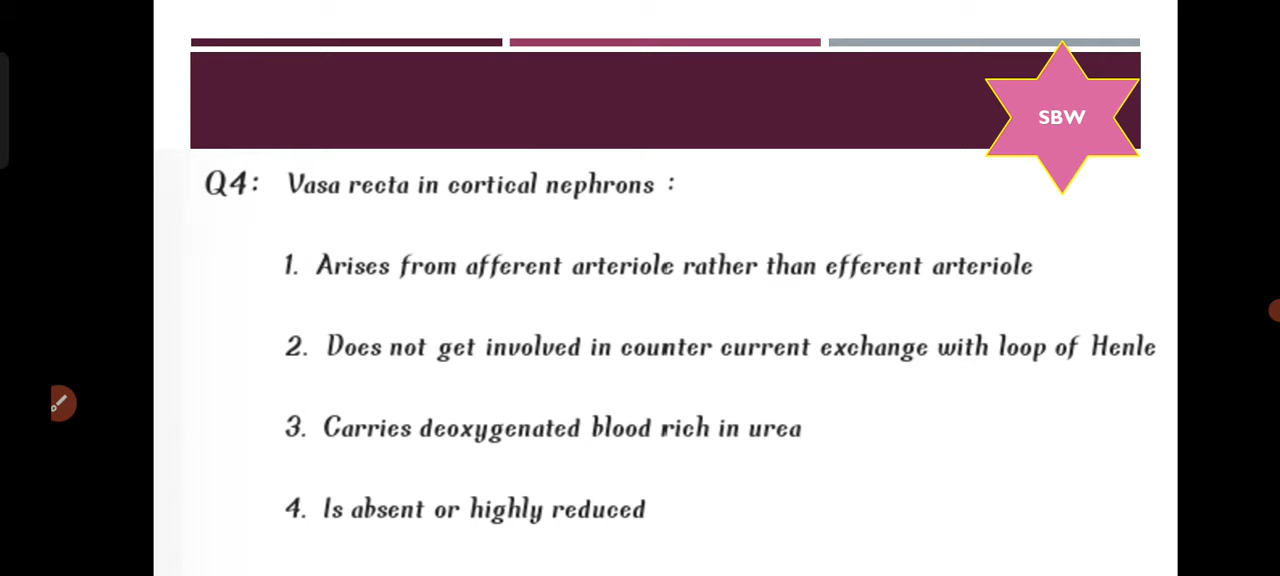 SBW
Q4: Vasa recta in cortical nephrons :
1. Arises from afferent arteriole rather than efferent arteriole
2. Does not get involved in counter current exchange with loop of Henle
3. Carries deoxygenated blood rich in urea
4. Is absent or highly reduced